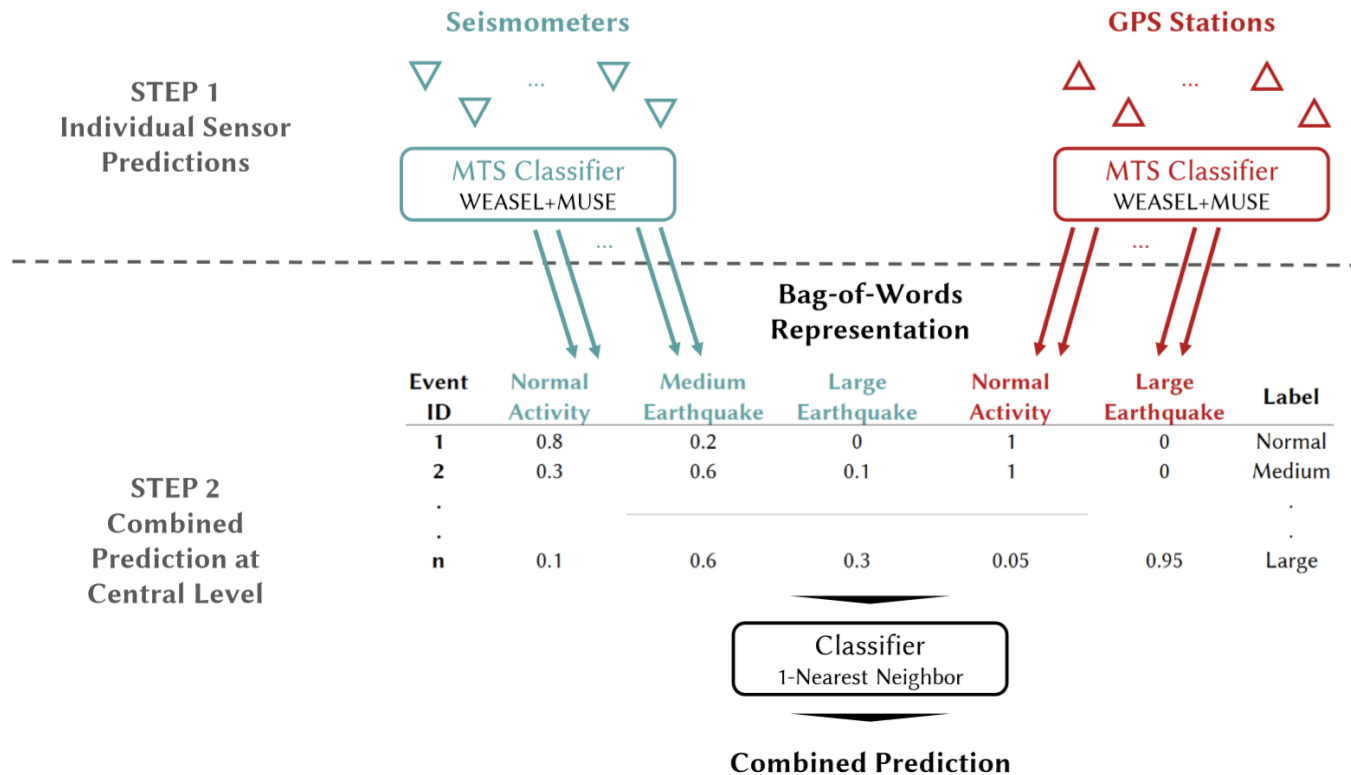 Seismometers
GPS Stations
...
...
STEP 1
Individual Sensor
Predictions
MTS Classifier
WEASEL+MUSE
MTS Classifier
WEASEL+MUSE
...
...
Bag-of-Words
Representation
Event ID
Normal Activity
Medium Earthquake
Large Earthquake
Normal Activity
Large Earthquake
Label
1 0.8 0.2 0 1 0 Normal
2 0.3 0.6 0.1 1 0 Medium
. .
. .
n 0.1 0.6 0.3 0.05 0.95 Large
STEP 2
Combined
Prediction at
Central Level
Classifier
1-Nearest Neighbor
Combined Prediction